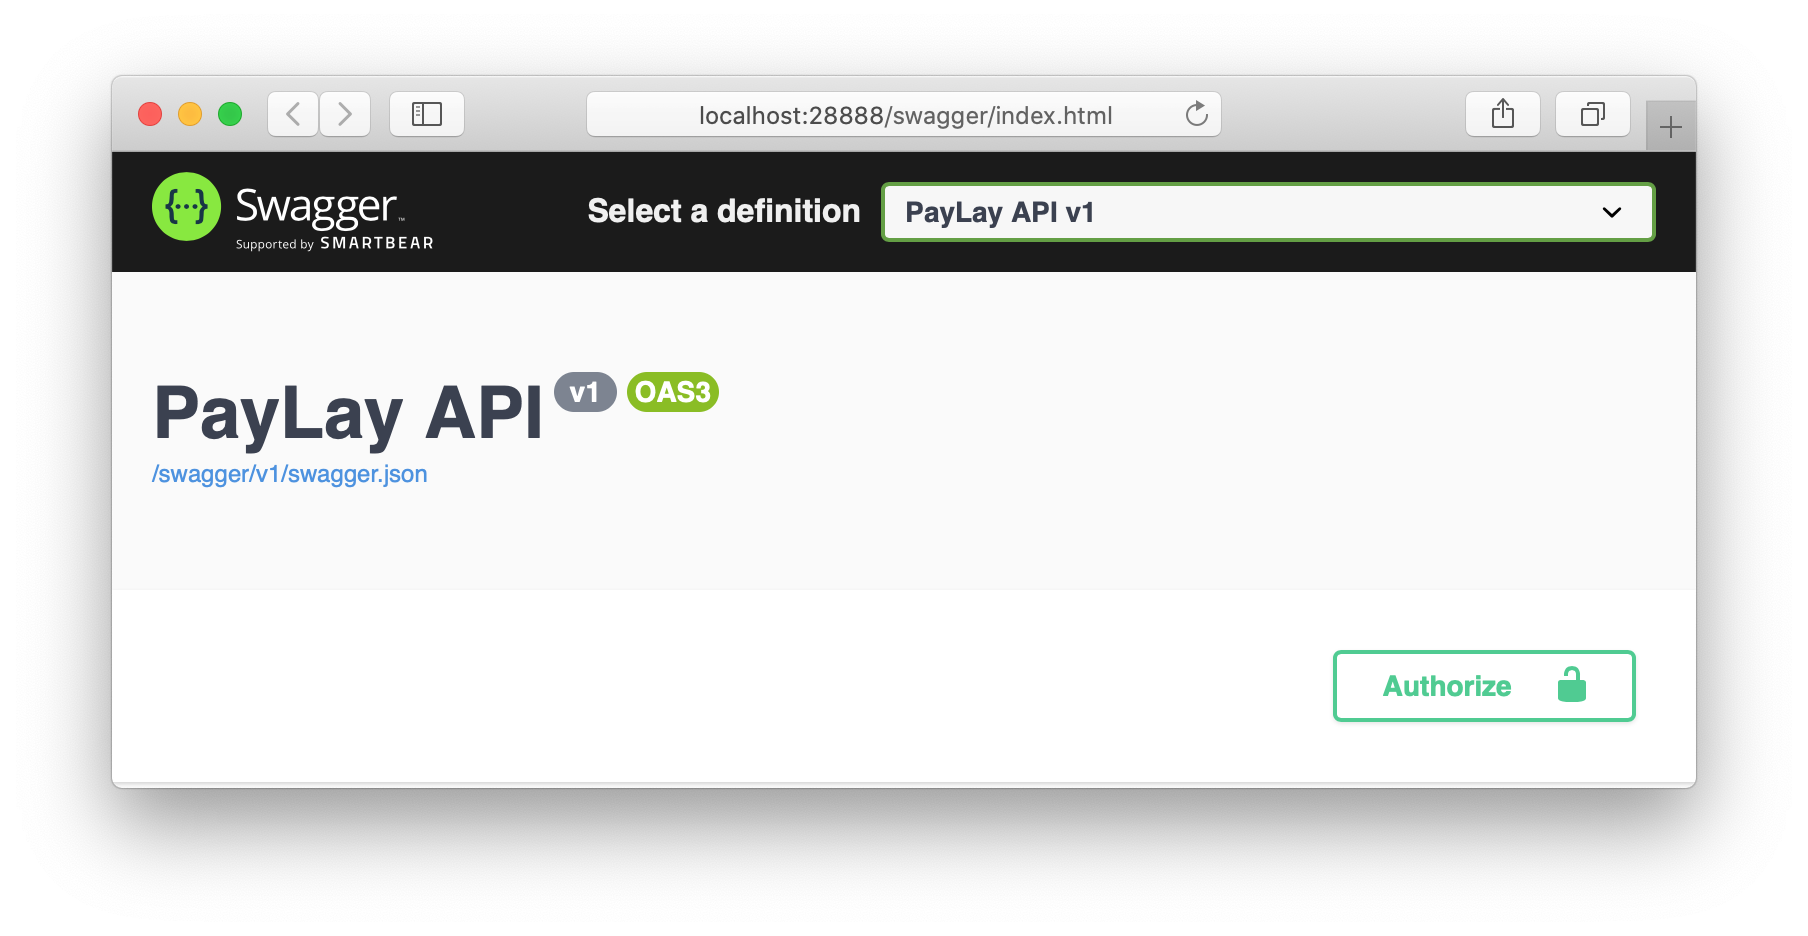 localhost:28888/swagger/index.html
{···} Swagger™
Supported by SMARTBEAR
Select a definition
PayLay API v1
PayLay API v1 OAS3
/swagger/v1/swagger.json
Authorize